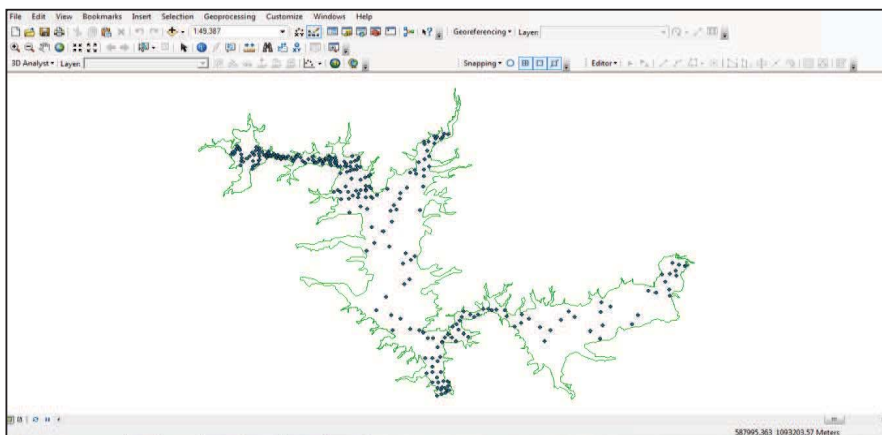 File Edit View Bookmarks Insert Selection Geoprocessing Customize Windows Help
1:49,387
Georeferencing Layer:
3D Analyst Layer:
Snapping
Editor
587995.363 1093203.57 Meters